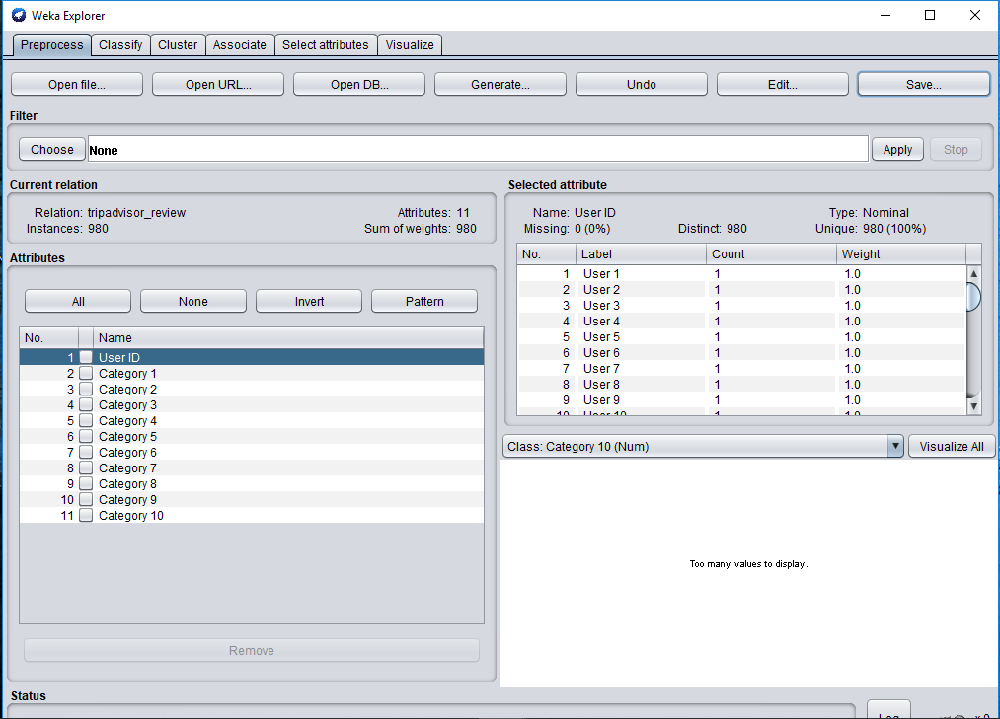 Weka Explorer
Preprocess Classify Cluster Associate Select attributes Visualize
Open file... Open URL... Open DB... Generate... Undo Edit... Save...
Filter
Choose None Apply Stop
Current relation
Relation: tripadvisor_review Attributes: 11
Instances: 980 Sum of weights: 980
Attributes
All None Invert Pattern
No. Name
1 User ID
2 Category 1
3 Category 2
4 Category 3
5 Category 4
6 Category 5
7 Category 6
8 Category 7
9 Category 8
10 Category 9
11 Category 10
Remove
Selected attribute
Name: User ID Type: Nominal
Missing: 0 (0%) Distinct: 980 Unique: 980 (100%)
No. Label Count Weight
1 User 1 1 1.0
2 User 2 1 1.0
3 User 3 1 1.0
4 User 4 1 1.0
5 User 5 1 1.0
6 User 6 1 1.0
7 User 7 1 1.0
8 User 8 1 1.0
9 User 9 1 1.0
10 User 10 1 1.0
Class: Category 10 (Num) Visualize All
Too many values to display.
Status
Log x 0